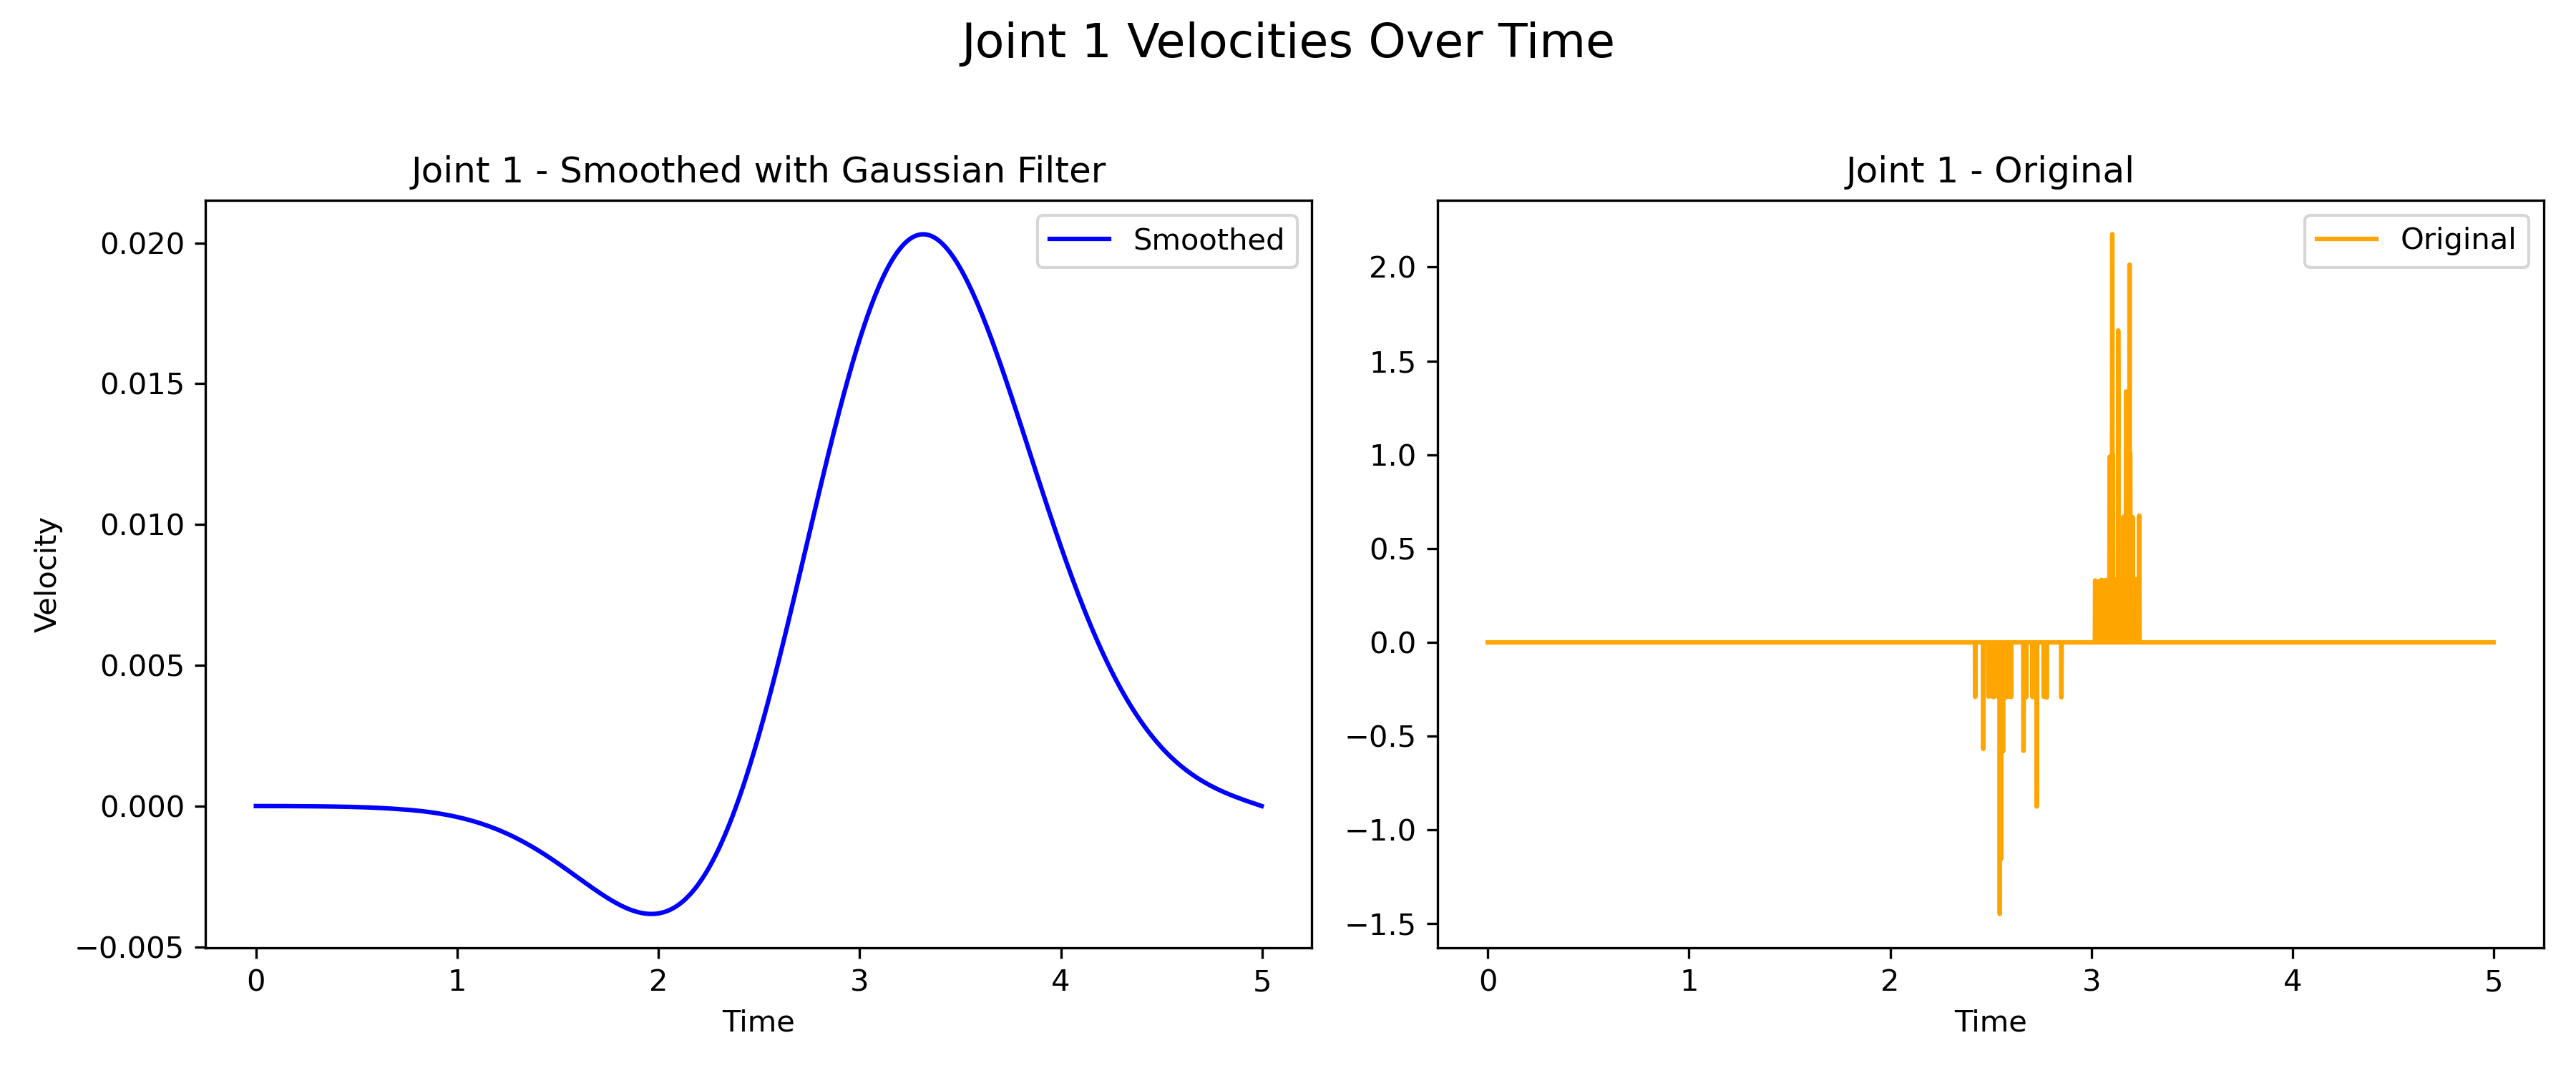 Joint 1 Velocities Over Time
Joint 1 - Smoothed with Gaussian Filter
Smoothed
0.020
0.015
0.010
0.005
0.000
−0.005
Velocity
0 1 2 3 4 5
Time
Joint 1 - Original
Original
2.0
1.5
1.0
0.5
0.0
−0.5
−1.0
−1.5
0 1 2 3 4 5
Time